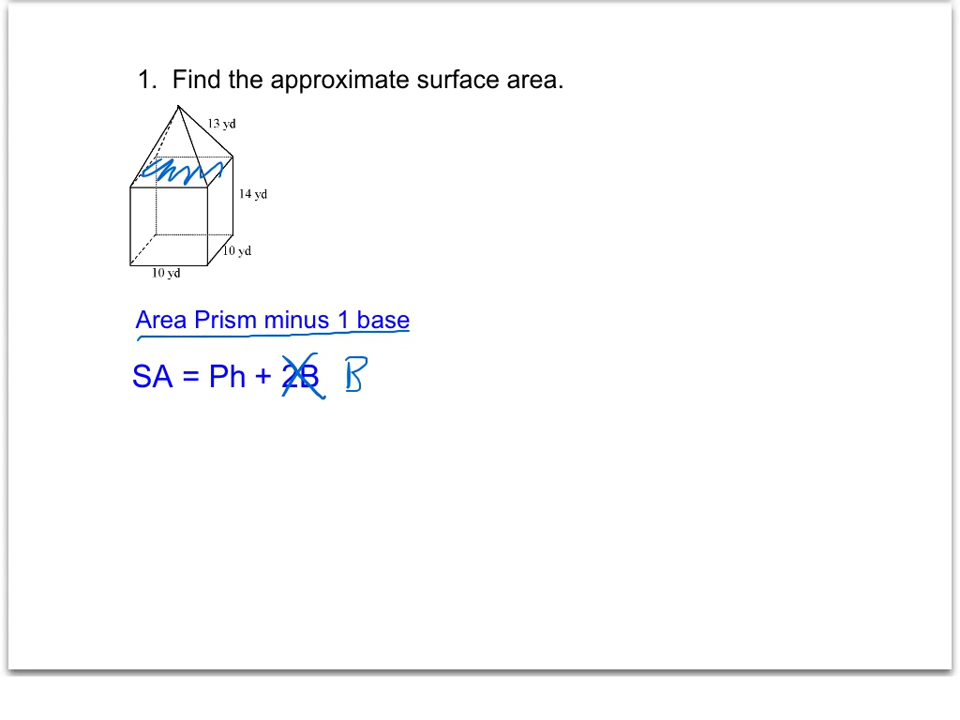 1. Find the approximate surface area.
13 yd
14 yd
10 yd
10 yd
Area Prism minus 1 base
SA = Ph + 2B B